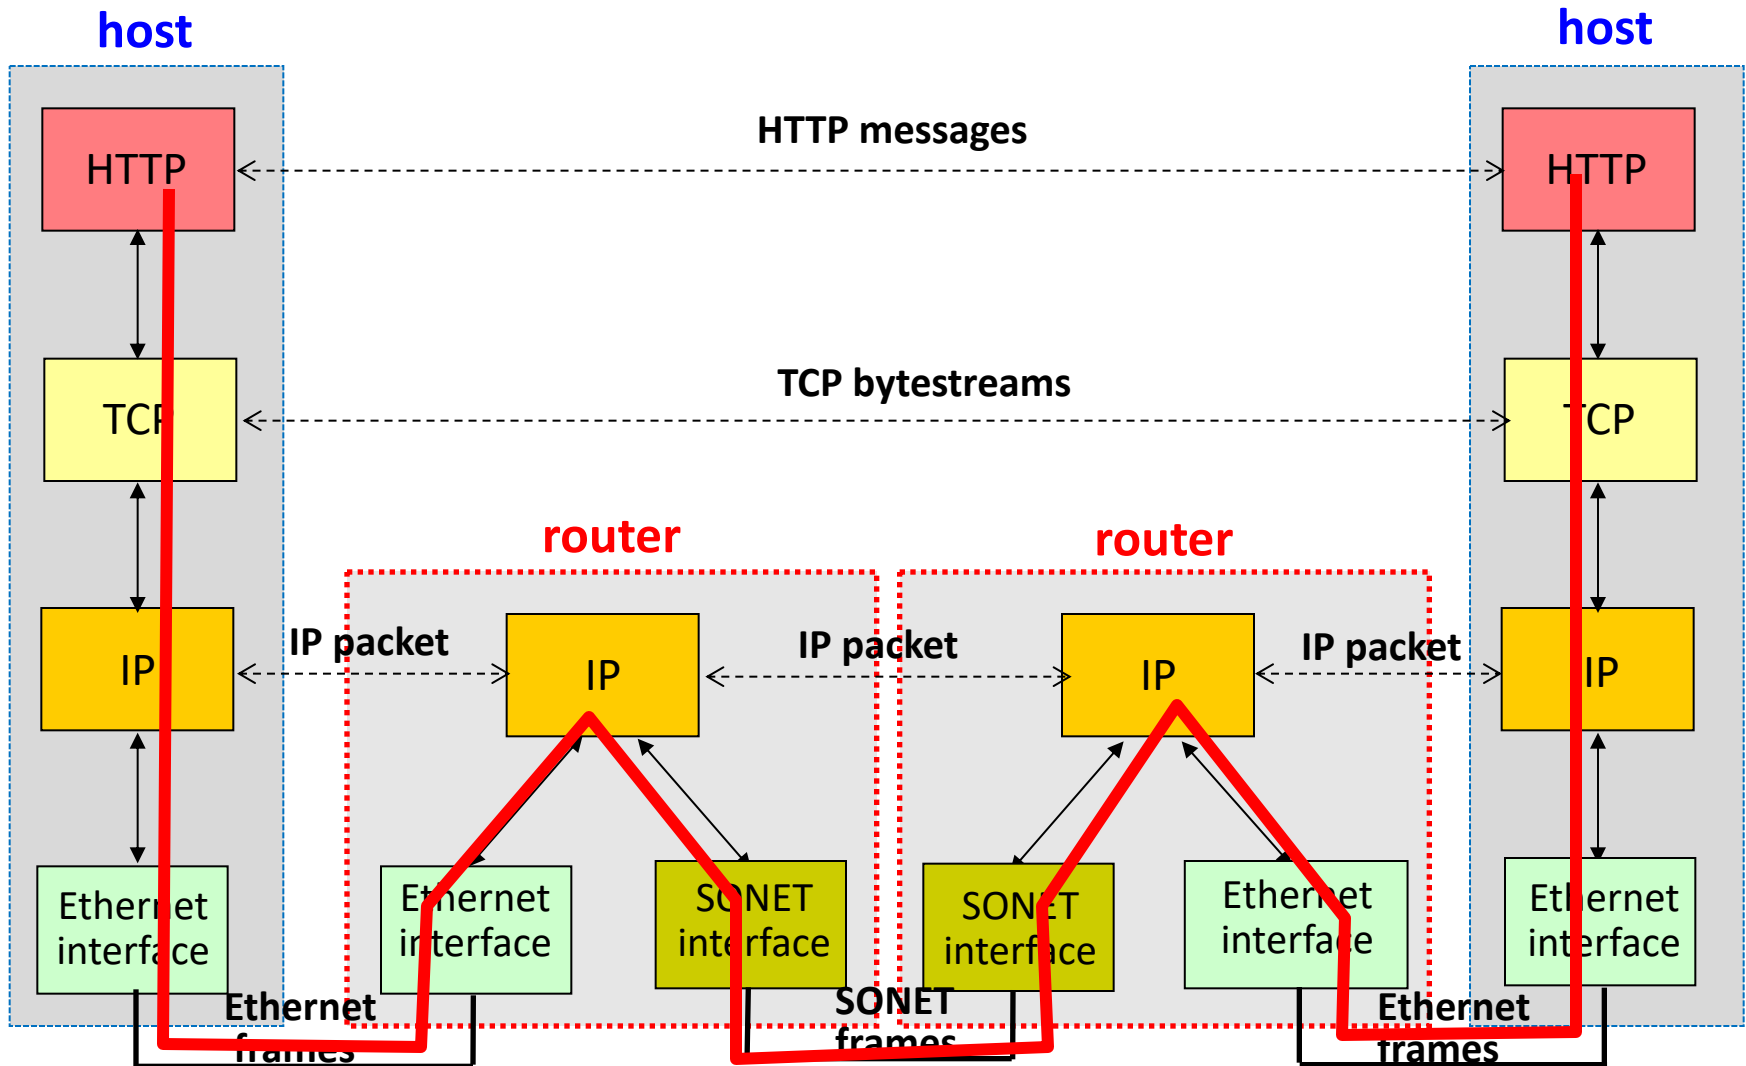 host
host
HTTP
HTTP messages
HTTP
TCP
TCP bytestreams
TCP
router
router
IP
IP packet
IP
IP packet
IP
IP packet
IP
Ethernet
interface
Ethernet
interface
SONET
interface
SONET
interface
Ethernet
interface
Ethernet
interface
Ethernet
frames
SONET
frames
Ethernet
frames